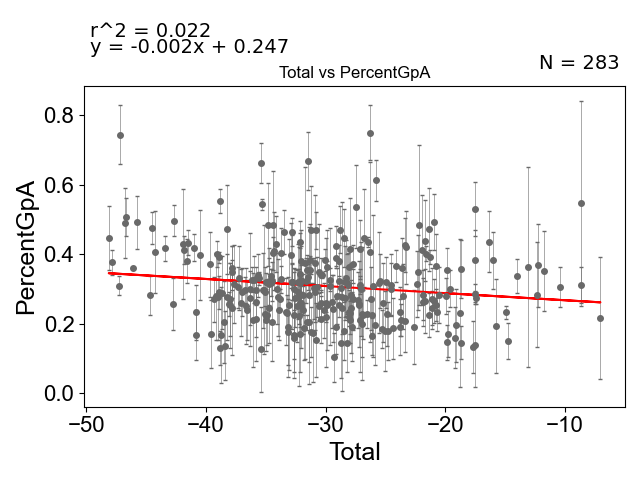 r^2 = 0.022
y = -0.002x + 0.247
N = 283
Total vs PercentGpA
PercentGpA
0.8
0.6
0.4
0.2
0.0
−50
−40
−30
−20
−10
Total